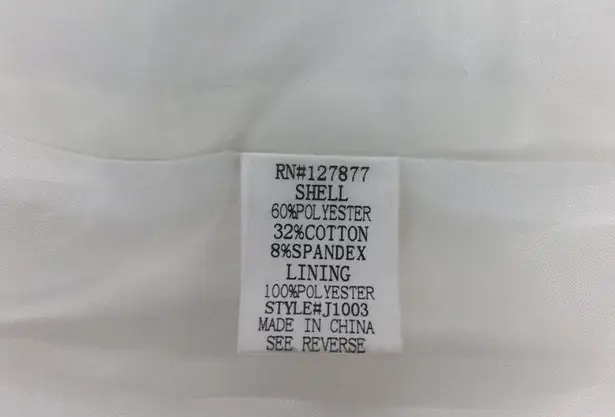 RN#127877
SHELL
60%POLYESTER
32%COTTON
8%SPANDEX
LINING
100%POLYESTER
STYLE#J1003
MADE IN CHINA
SEE REVERSE